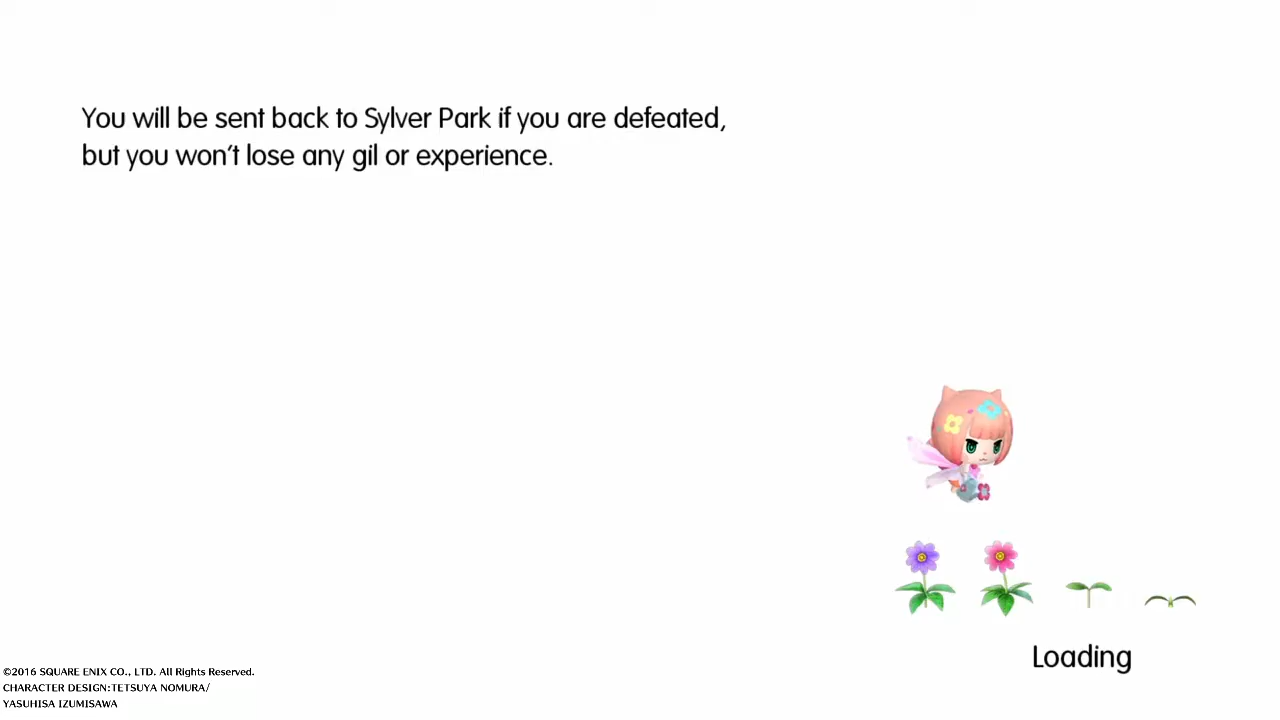 You will be sent back to Sylver Park if you are defeated,
but you won't lose any gil or experience.
Loading
©2016 SQUARE ENIX CO., LTD. All Rights Reserved.
CHARACTER DESIGN:TETSUYA NOMURA/
YASUHISA IZUMISAWA